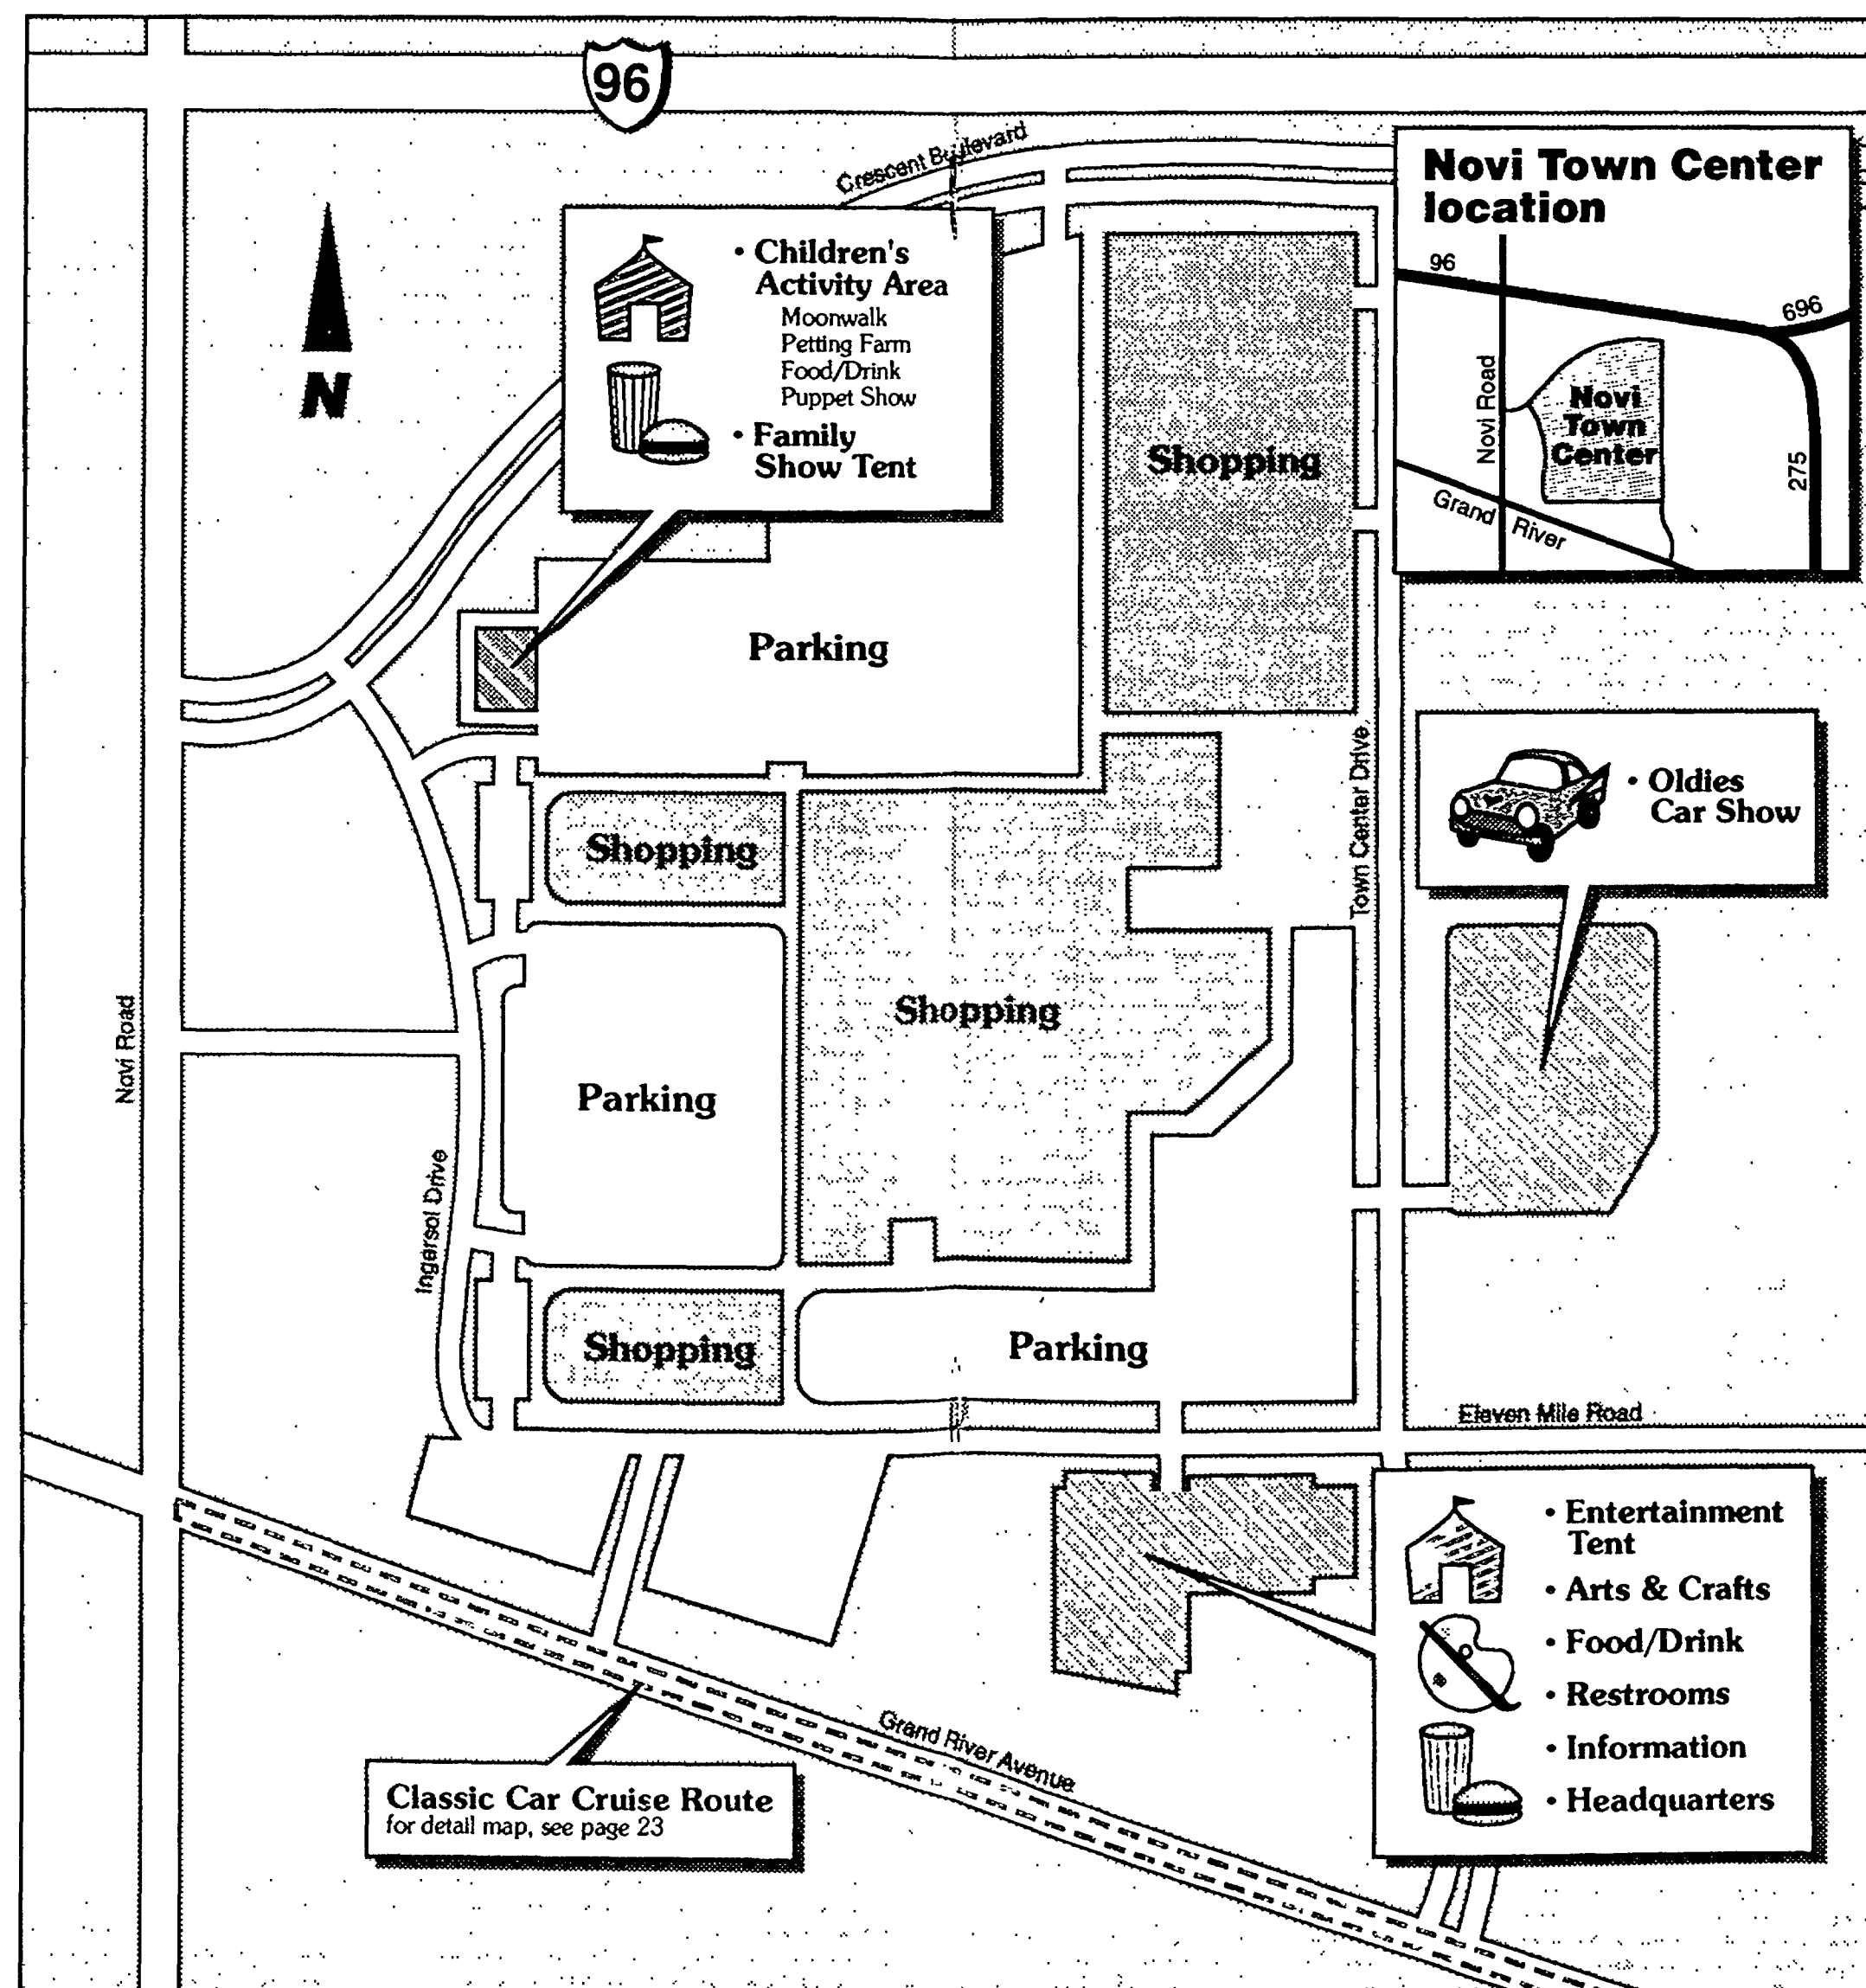 96
Crescent Boulevard
Novi Town Center
location
96
696
Novi Road
Novi
Town
Center
275
Grand River
N
• Children's
Activity Area
Moonwalk
Petting Farm
Food/Drink
Puppet Show
• Family
Show Tent
Shopping
Parking
Town Center Drive
• Oldies
Car Show
Shopping
Shopping
Novi Road
Parking
Ingersol Drive
Shopping
Parking
Eleven Mile Road
• Entertainment
Tent
• Arts & Crafts
• Food/Drink
• Restrooms
• Information
• Headquarters
Grand River Avenue
Classic Car Cruise Route
for detail map, see page 23